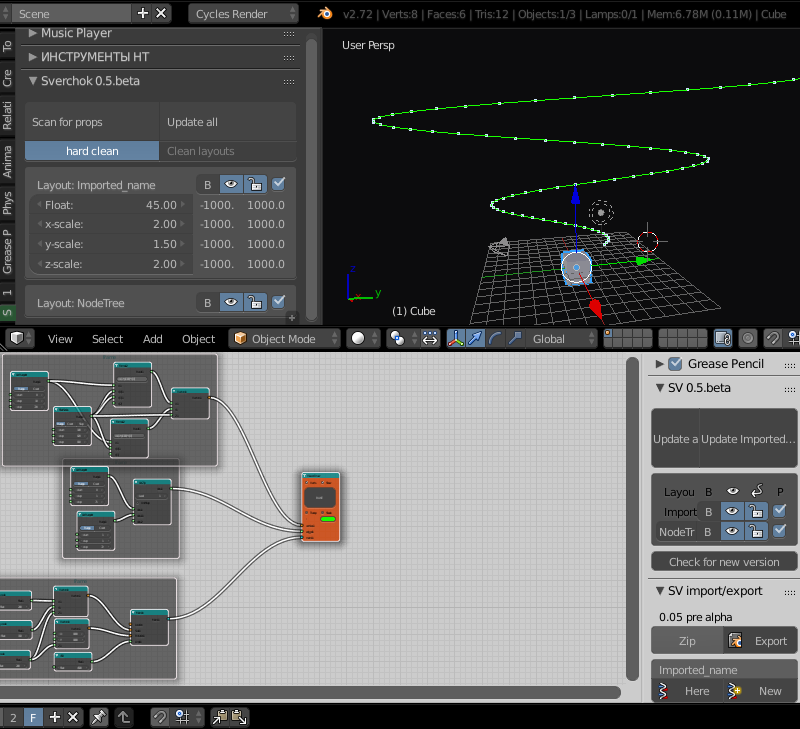 Scene
Cycles Render
v2.72 | Verts:8 | Faces:6 | Tris:12 | Objects:1/3 | Lamps:0/1 | Mem:6.78M (0.11M) | Cube
To
Cre
Relati
Anima
Phys
Grease P
1
S
Music Player
ИНСТРУМЕНТЫ НТ
Sverchok 0.5.beta
Scan for props
Update all
hard clean
Clean layouts
Layout: Imported_name
B
Float: 45.00 -1000. 1000.0
x-scale: 2.00 -1000. 1000.0
y-scale: 1.50 -1000. 1000.0
z-scale: 2.00 -1000. 1000.0
Layout: NodeTree
B
User Persp
z
y
(1) Cube
View
Select
Add
Object
Object Mode
Global
Grease Pencil
SV 0.5.beta
Update a
Update Imported...
Layou B P
Import B
NodeTr B
Check for new version
SV import/export
0.05 pre alpha
Zip
Export
Imported_name
Here
New
2
F